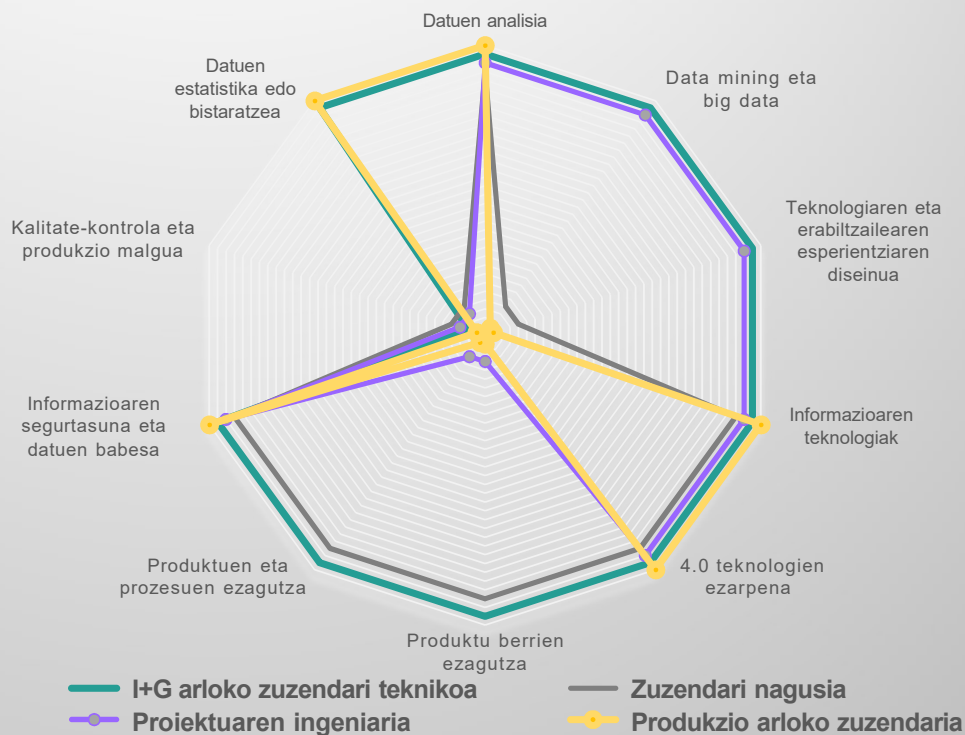 Datuen analisia
Data mining eta
big data
Teknologiaren eta
erabiltzailearen
esperientziaren
diseinua
Informazioaren
teknologiak
4.0 teknologien
ezarpena
Produktu berrien
ezagutza
Produktuen eta
prozesuen ezagutza
Informazioaren
segurtasuna eta
datuen babesa
Kalitate-kontrola eta
produkzio malgua
Datuen
estatistika edo
bistaratzea
I+G arloko zuzendari teknikoa
Zuzendari nagusia
Proiektuaren ingeniaria
Produkzio arloko zuzendaria